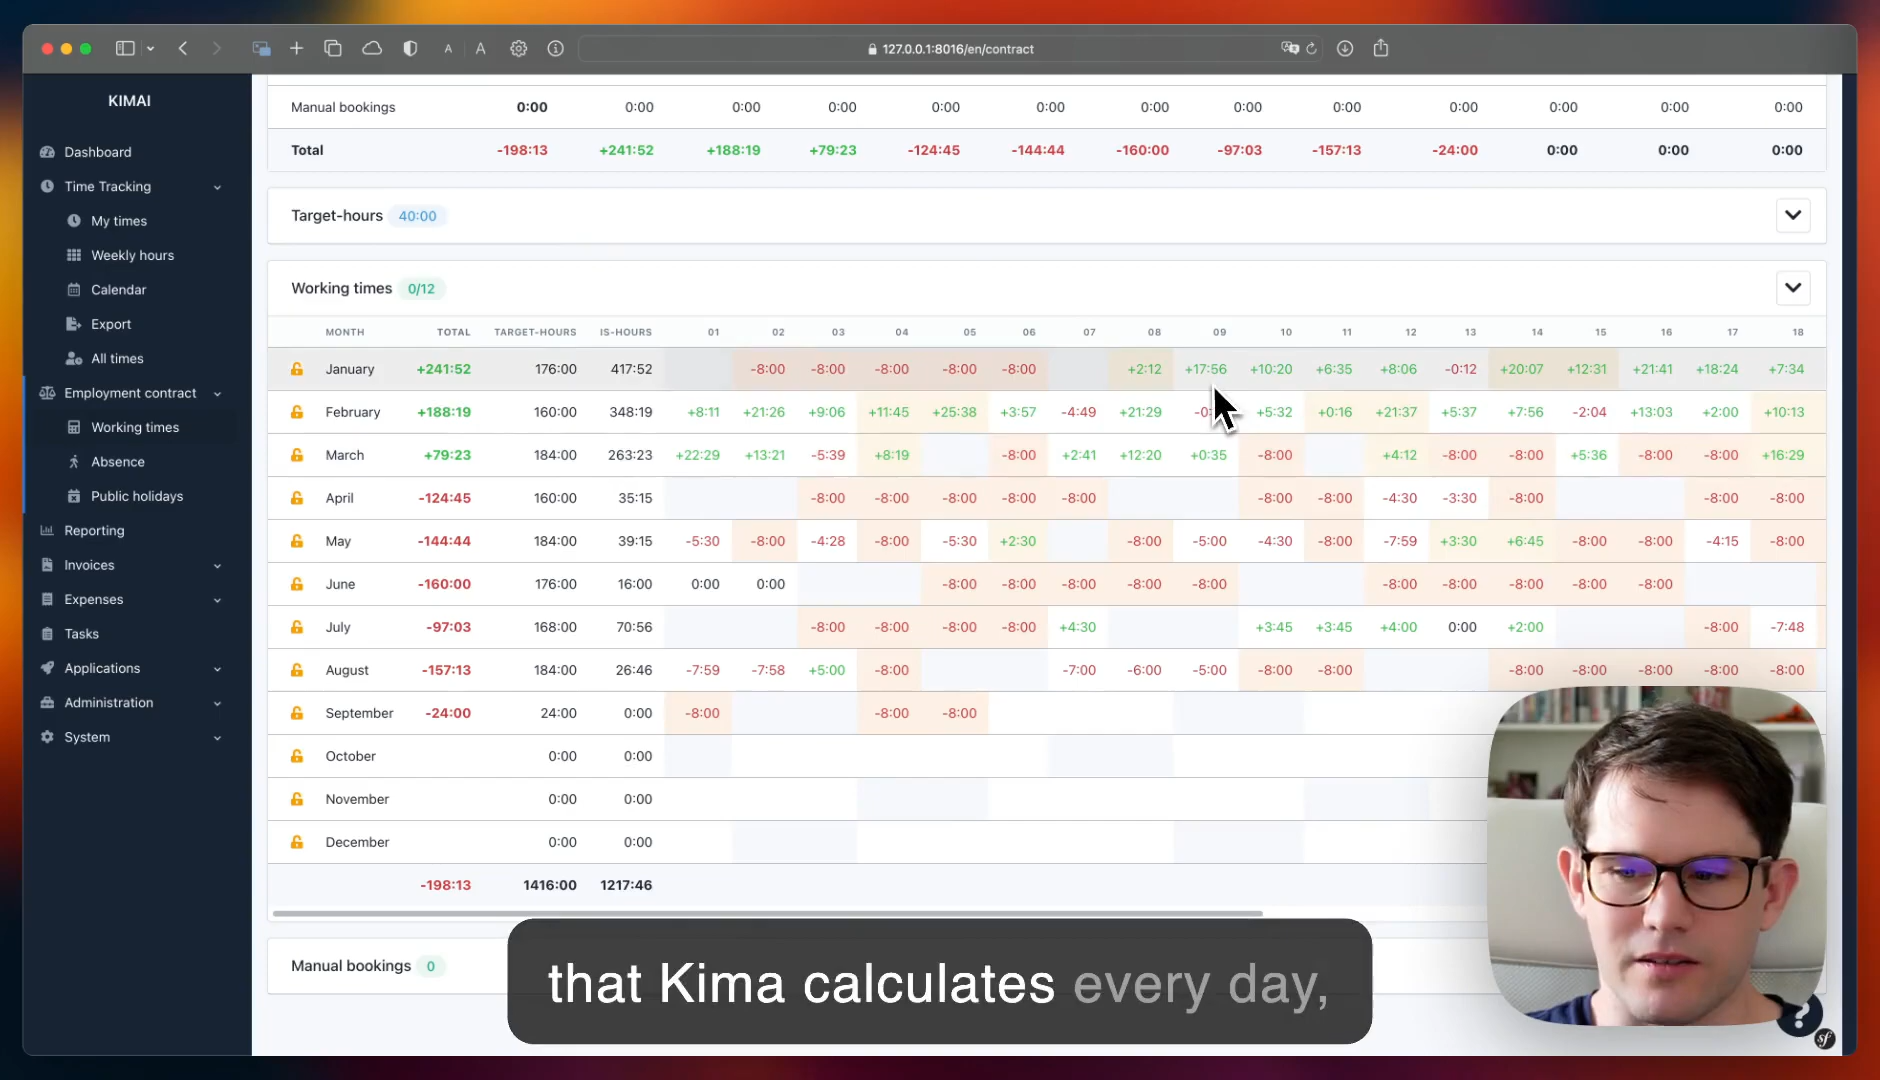 127.0.0.1:8016/en/contract
KIMAI
Dashboard
Time Tracking
My times
Weekly hours
Calendar
Export
All times
Employment contract
Working times
Absence
Public holidays
Reporting
Invoices
Expenses
Tasks
Applications
Administration
System
Manual bookings 0:00 0:00 0:00 0:00 0:00 0:00 0:00 0:00 0:00 0:00 0:00 0:00 0:00
Total -198:13 +241:52 +188:19 +79:23 -124:45 -144:44 -160:00 -97:03 -157:13 -24:00 0:00 0:00 0:00
Target-hours 40:00
Working times 0/12
MONTH TOTAL TARGET-HOURS IS-HOURS 01 02 03 04 05 06 07 08 09 10 11 12 13 14 15 16 17 18
January +241:52 176:00 417:52 -8:00 -8:00 -8:00 -8:00 -8:00 +2:12 +17:56 +10:20 +6:35 +8:06 -0:12 +20:07 +12:31 +21:41 +18:24 +7:34
February +188:19 160:00 348:19 +8:11 +21:26 +9:06 +11:45 +25:38 +3:57 -4:49 +21:29 +5:32 +0:16 +21:37 +5:37 +7:56 -2:04 +13:03 +2:00 +10:13
March +79:23 184:00 263:23 +22:29 +13:21 -5:39 +8:19 -8:00 +2:41 +12:20 +0:35 -8:00 +4:12 -8:00 -8:00 +5:36 -8:00 -8:00 +16:29
April -124:45 160:00 35:15 -8:00 -8:00 -8:00 -8:00 -8:00 -8:00 -8:00 -4:30 -3:30 -8:00 -8:00 -8:00
May -144:44 184:00 39:15 -5:30 -8:00 -4:28 -8:00 -5:30 +2:30 -8:00 -5:00 -4:30 -8:00 -7:59 +3:30 +6:45 -8:00 -8:00 -4:15 -8:00
June -160:00 176:00 16:00 0:00 0:00 -8:00 -8:00 -8:00 -8:00 -8:00 -8:00 -8:00 -8:00 -8:00 -8:00
July -97:03 168:00 70:56 -8:00 -8:00 -8:00 -8:00 +4:30 +3:45 +3:45 +4:00 0:00 +2:00 -8:00 -7:48
August -157:13 184:00 26:46 -7:59 -7:58 +5:00 -8:00 -7:00 -6:00 -5:00 -8:00 -8:00 -8:00 -8:00 -8:00 -8:00 -8:00
September -24:00 24:00 0:00 -8:00 -8:00 -8:00
October 0:00 0:00
November 0:00 0:00
December 0:00 0:00
-198:13 1416:00 1217:46
Manual bookings 0
that Kima calculates every day,